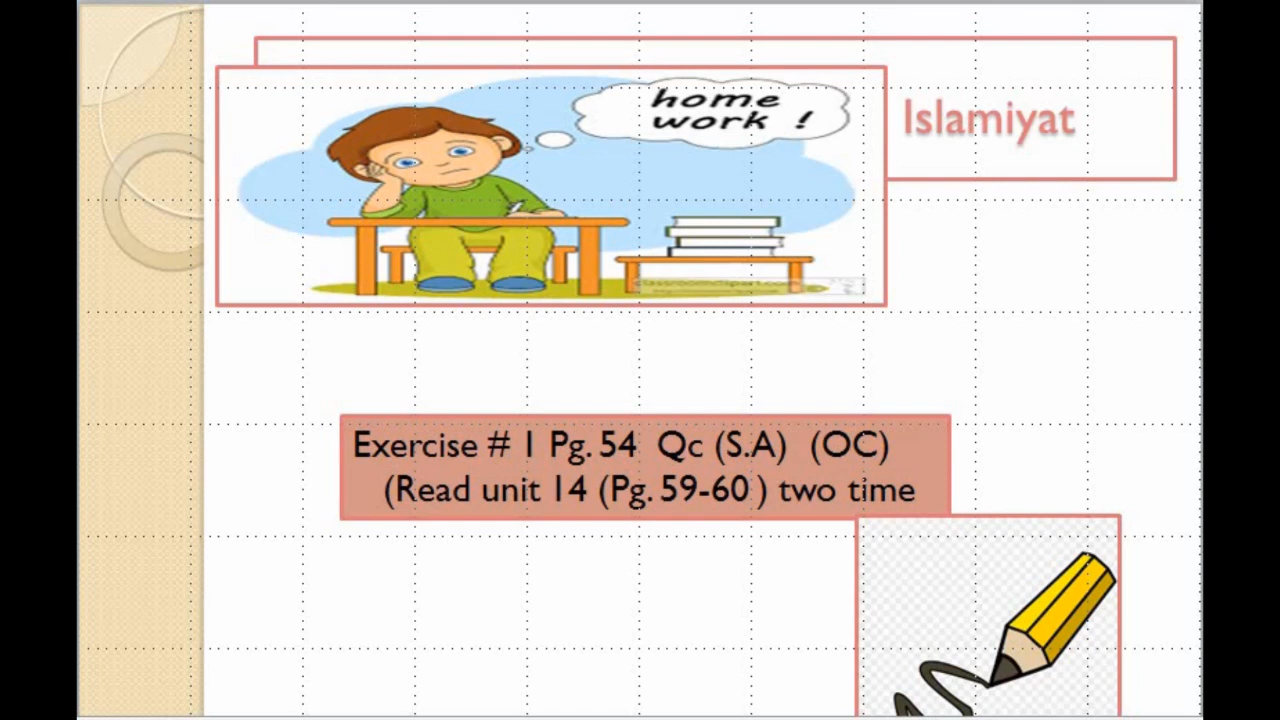 home
work !
Islamiyat
Exercise # 1 Pg. 54 Qc (S.A) (OC)
(Read unit 14 (Pg. 59-60 ) two time